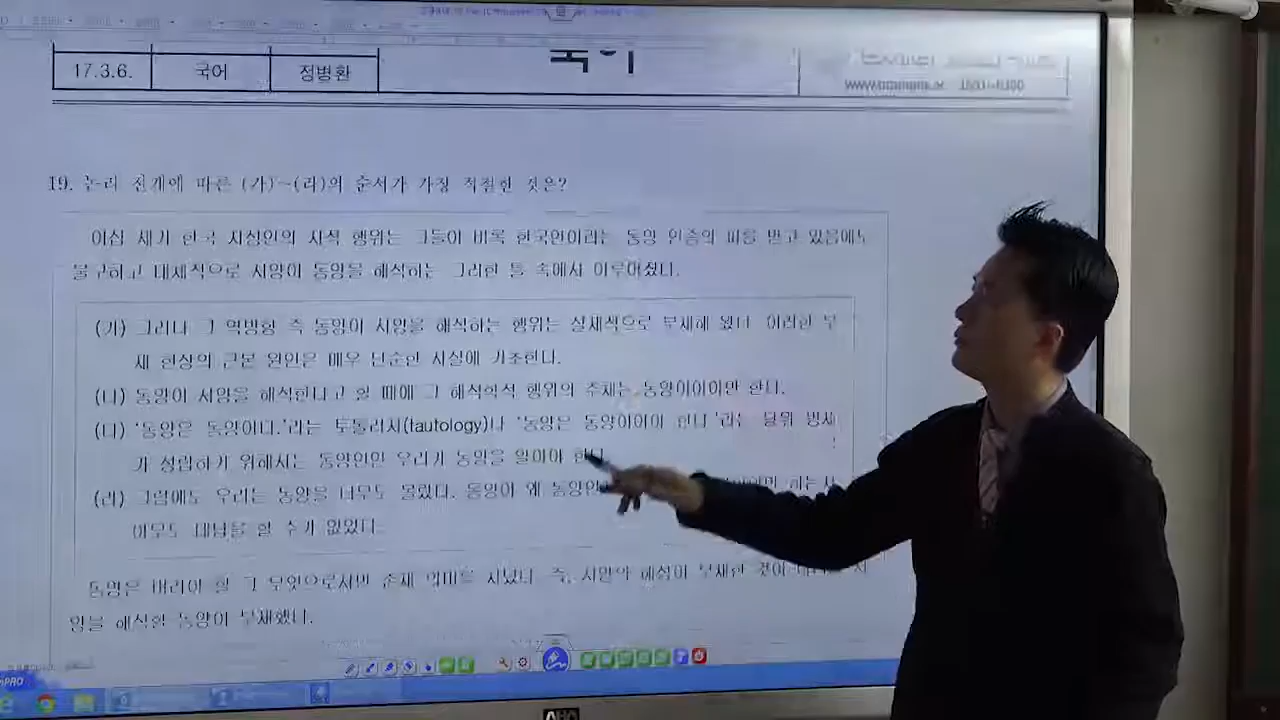 17.3.6. 국어 정병환
국어
19. 논리 전개에 따른 (가)~(라)의 순서가 가장 적절한 것은?
이십 세기 한국 지성인의 지적 행위는 그들이 비록 한국인이라는 동양 인종의 피를 받고 있음에도
불구하고 대체적으로 서양이 동양을 해석하는 그러한 틀 속에서 이루어졌다.
(가) 그러나 그 역방향 즉 동양이 서양을 해석하는 행위는 실제적으로 부재해 왔다. 이러한 부
재 현상의 근본 원인은 매우 단순한 사실에 기초한다.
(나) 동양이 서양을 해석한다고 할 때에 그 해석학적 행위의 주체는 동양이어야만 한다.
(다) ‘동양은 동양이다.’라는 토톨러지(tautology)나 ‘동양은 동양이어야 한다.’라는 당위 명제
가 성립하기 위해서는 동양인인 우리가 동양을 알아야 한다.
(라) 그럼에도 우리는 동양을 너무도 몰랐다. 동양이 왜 동양인
아무도 대답을 할 수가 없었다.
동양은 버려야 할 그 무엇으로서만 존재 의미를 지녔다. 즉, 서양의 해석이 부재한 것이 서
양을 해석할 동양이 부재했다.